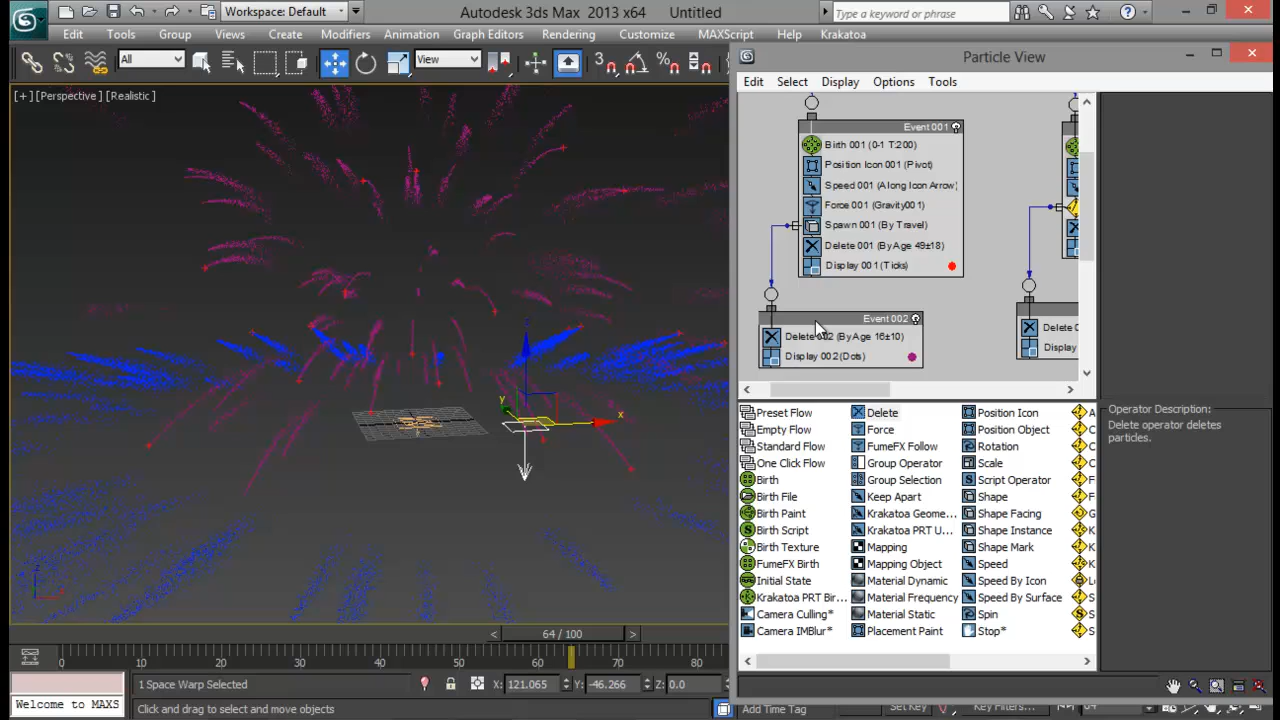 Workspace: Default
Autodesk 3ds Max 2013 x64 Untitled
Type a keyword or phrase
Edit Tools Group Views Create Modifiers Animation Graph Editors Rendering Customize MAXScript Help Krakatoa
All
View
3
Particle View
Edit Select Display Options Tools
[+] [Perspective] [Realistic]
Event 001
Birth 001 (0-1 T:200)
Position Icon 001 (Pivot)
Speed 001 (Along Icon Arrow)
Force 001 (Gravity001)
Spawn 001 (By Travel)
Delete 001 (By Age 49±18)
Display 001 (Ticks)
Event 002
Delete 002 (By Age 16±10)
Display 002 (Dots)
Delete 0
Display
z
y
x
Preset Flow
Empty Flow
Standard Flow
One Click Flow
Birth
Birth File
Birth Paint
Birth Script
Birth Texture
FumeFX Birth
Initial State
Krakatoa PRT Bir...
Camera Culling*
Camera IMBlur*
Delete
Force
FumeFX Follow
Group Operator
Group Selection
Keep Apart
Krakatoa Geome...
Krakatoa PRT U...
Mapping
Mapping Object
Material Dynamic
Material Frequency
Material Static
Placement Paint
Position Icon
Position Object
Rotation
Scale
Script Operator
Shape
Shape Facing
Shape Instance
Shape Mark
Speed
Speed By Icon
Speed By Surface
Spin
Stop*
Operator Description:
Delete operator deletes
particles.
< 64 / 100 >
0 10 20 30 40 50 60 70 80
1 Space Warp Selected
X: 121.065 Y: -46.266 Z: 0.0
Welcome to MAXS
Click and drag to select and move objects
Add Time Tag
Set Key
Key Filters...